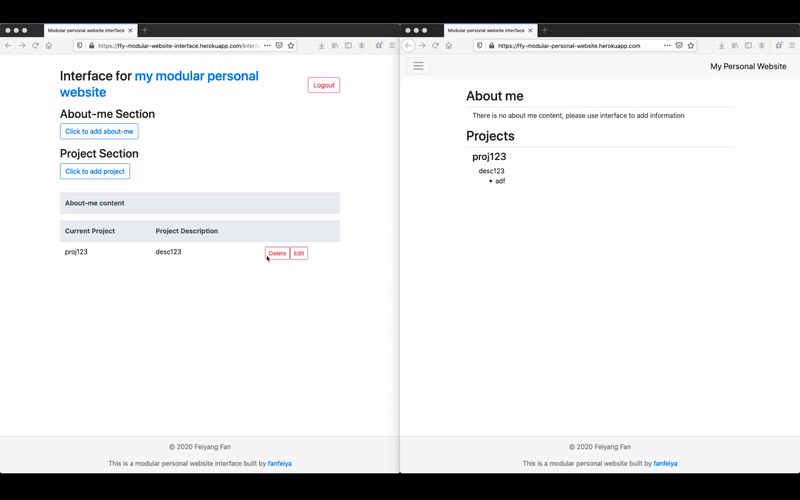 Modular personal website interface
https://ffy-modular-website-interface.herokuapp.com/interf
Interface for my modular personal
website
Logout
About-me Section
Click to add about-me
Project Section
Click to add project
About-me content
Current Project Project Description
proj123 desc123 Delete Edit
© 2020 Feiyang Fan
This is a modular personal website interface built by fanfeiya
Modular personal website interface
https://ffy-modular-personal-website.herokuapp.com
My Personal Website
About me
There is no about me content, please use interface to add information
Projects
proj123
desc123
• adf
© 2020 Feiyang Fan
This is a modular personal website built by fanfeiya